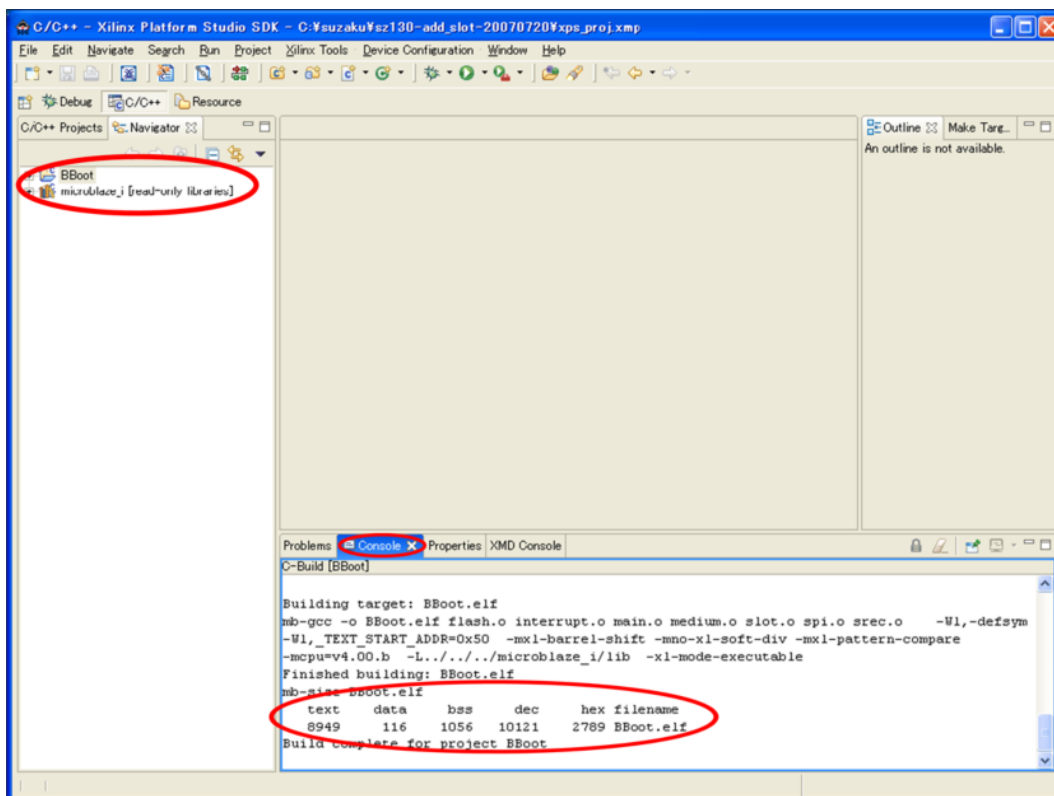 C/C++ - Xilinx Platform Studio SDK - C:¥suzaku¥sz130-add_slot-20070720¥xps_proj.xmp
File Edit Navigate Search Run Project Xilinx Tools Device Configuration Window Help
Debug C/C++ Resource
C/C++ Projects Navigator
Outline Make Targ...
An outline is not available.
BBoot
microblaze_i [read-only libraries]
Problems Console Properties XMD Console
C-Build [BBoot]
Building target: BBoot.elf
mb-gcc -o BBoot.elf flash.o interrupt.o main.o medium.o slot.o spi.o srec.o -Wl,-defsym
-Wl,_TEXT_START_ADDR=0x50 -mxl-barrel-shift -mno-xl-soft-div -mxl-pattern-compare
-mcpu=v4.00.b -L../../../microblaze_i/lib -xl-mode-executable
Finished building: BBoot.elf
mb-size BBoot.elf
text data bss dec hex filename
8949 116 1056 10121 2789 BBoot.elf
Build complete for project BBoot